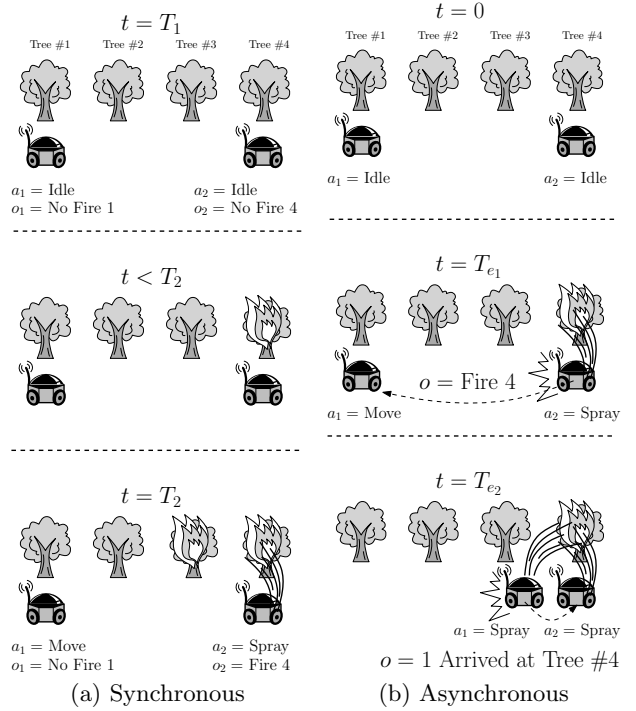 t = T₁
Tree #1 Tree #2 Tree #3 Tree #4
a₁ = Idle
o₁ = No Fire 1
a₂ = Idle
o₂ = No Fire 4
t < T₂
t = T₂
a₁ = Move
o₁ = No Fire 1
a₂ = Spray
o₂ = Fire 4
(a) Synchronous
t = 0
Tree #1 Tree #2 Tree #3 Tree #4
a₁ = Idle
a₂ = Idle
t = Tₑ₁
o = Fire 4
a₁ = Move
a₂ = Spray
t = Tₑ₂
a₁ = Spray
a₂ = Spray
o = 1 Arrived at Tree #4
(b) Asynchronous